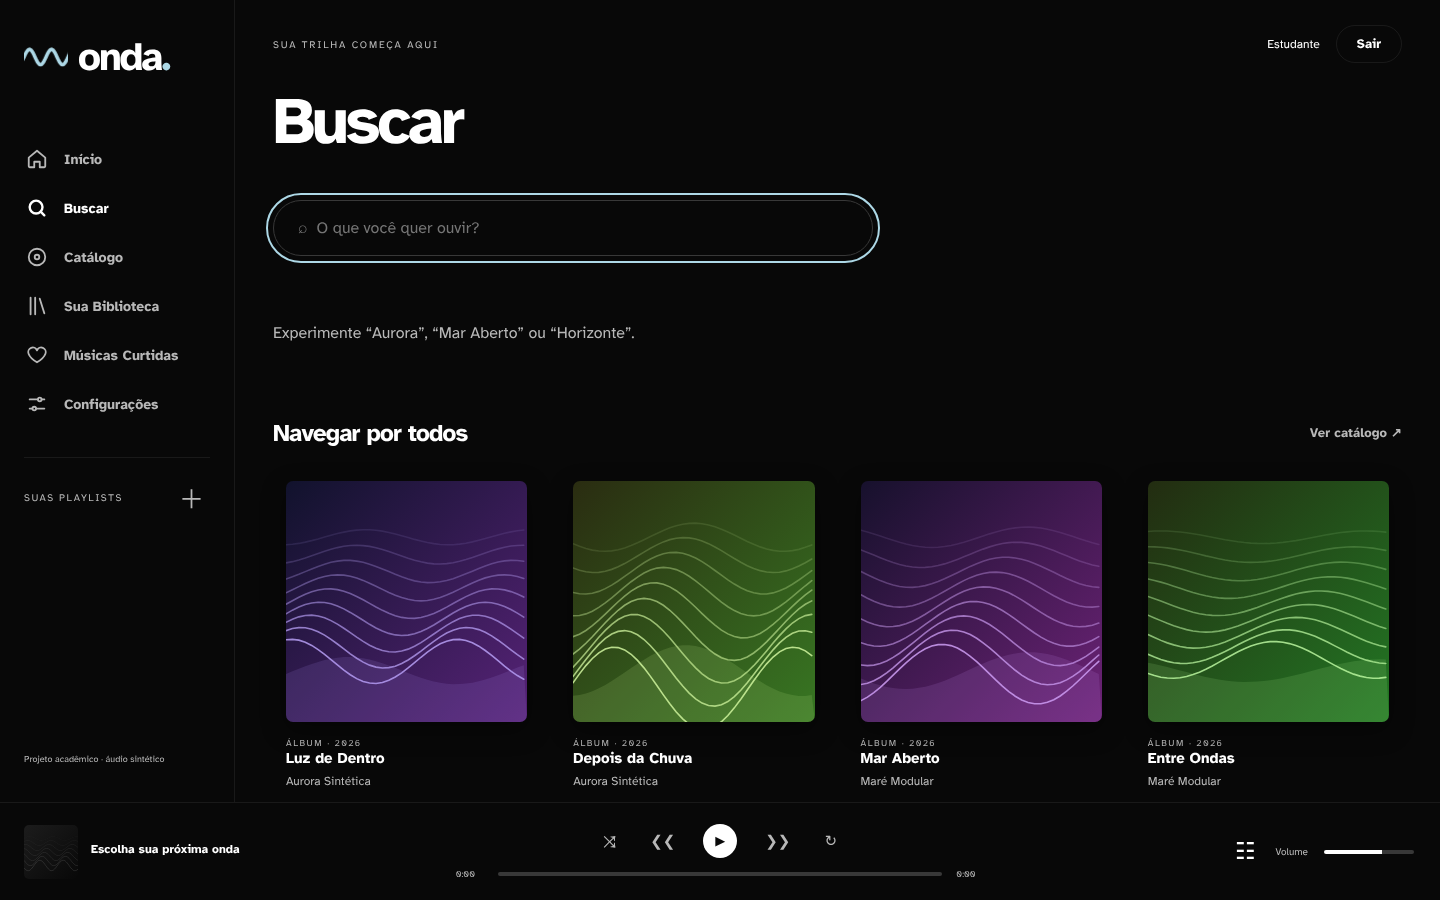 onda.
Início
Buscar
Catálogo
Sua Biblioteca
Músicas Curtidas
Configurações
SUAS PLAYLISTS
Projeto acadêmico · áudio sintético
SUA TRILHA COMEÇA AQUI
Estudante
Sair
Buscar
O que você quer ouvir?
Experimente “Aurora”, “Mar Aberto” ou “Horizonte”.
Navegar por todos
Ver catálogo ↗
ÁLBUM · 2026
Luz de Dentro
Aurora Sintética
ÁLBUM · 2026
Depois da Chuva
Aurora Sintética
ÁLBUM · 2026
Mar Aberto
Maré Modular
ÁLBUM · 2026
Entre Ondas
Maré Modular
Escolha sua próxima onda
0:00
0:00
Volume